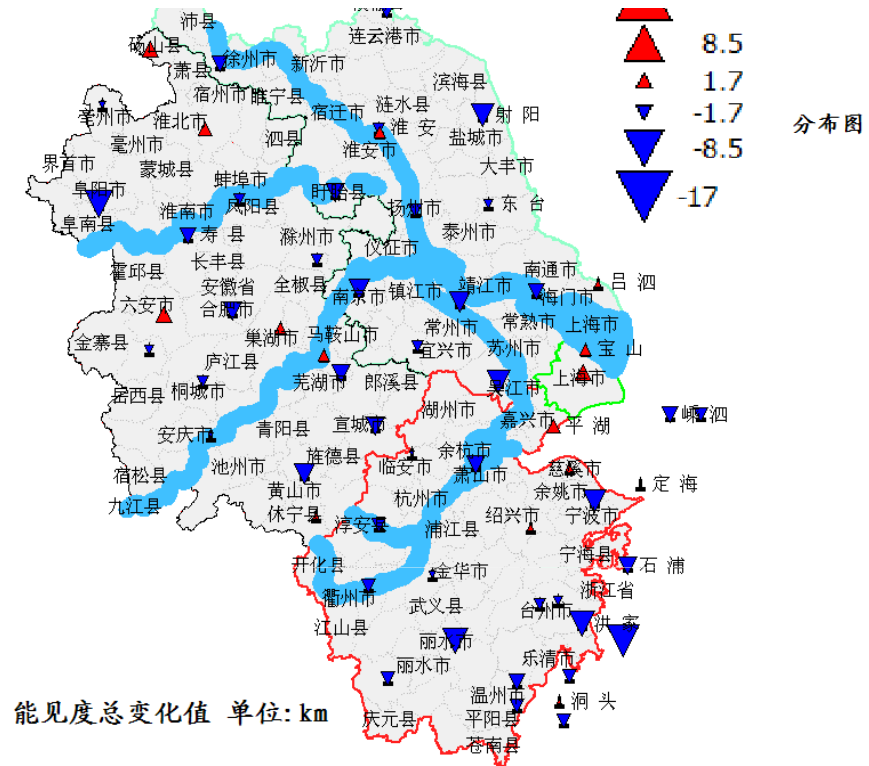 沛县
连云港市
砀山县
徐州市
新沂市
8.5
萧县
滨海县
1.7
宿州市
睢宁县
涟水县
亳州市
淮北市
宿迁市
淮 安
射 阳
-1.7
分布图
亳州市
泗县
淮安市
盐城市
-8.5
界首市
蒙城县
大丰市
阜阳市
蚌埠市
盱眙县
-17
淮南市
凤阳县
扬州市
东 台
阜南县
寿 县
滁州市
仪征市
泰州市
霍邱县
长丰县
全椒县
南通市
吕 泗
安徽省
南京市
镇江市
靖江市
海门市
六安市
合肥市
巢湖市
马鞍山市
常州市
常熟市
上海市
金寨县
庐江县
宜兴市
苏州市
宝 山
岳西县
桐城市
芜湖市
郎溪县
吴江市
上海市
湖州市
嘉兴市
平 湖
嵊 泗
安庆市
青阳县
宣城市
宿松县
池州市
旌德县
临安市
余杭市
萧山市
慈溪市
九江县
黄山市
杭州市
余姚市
定 海
休宁县
淳安县
浦江县
绍兴市
宁波市
开化县
金华市
宁海县
石 浦
衢州市
武义县
台州市
浙江省
江山县
丽水市
洪 家
丽水市
乐清市
温州市
洞 头
能见度总变化值 单位:km
庆元县
平阳县
苍南县